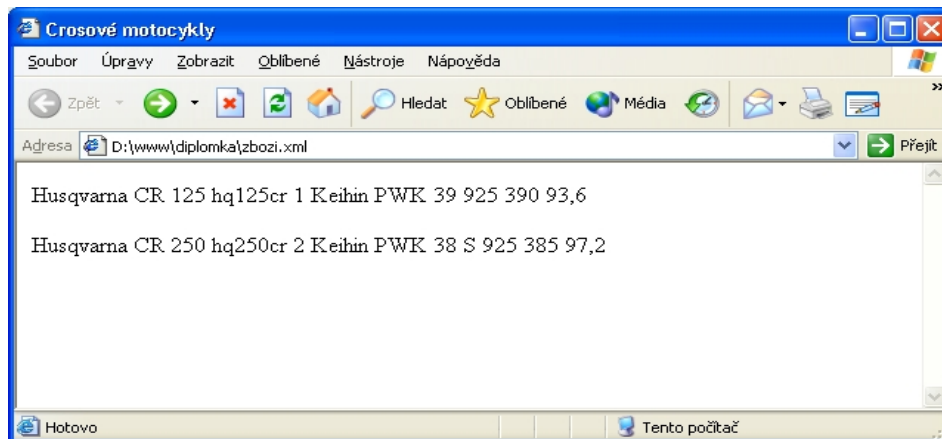 Crosové motocykly
Soubor Úpravy Zobrazit Oblíbené Nástroje Nápověda
Zpět Hledat Oblíbené Média
Adresa D:\www\diplomka\zbozi.xml Přejít
Husqvarna CR 125 hq125cr 1 Keihin PWK 39 925 390 93,6
Husqvarna CR 250 hq250cr 2 Keihin PWK 38 S 925 385 97,2
Hotovo Tento počítač